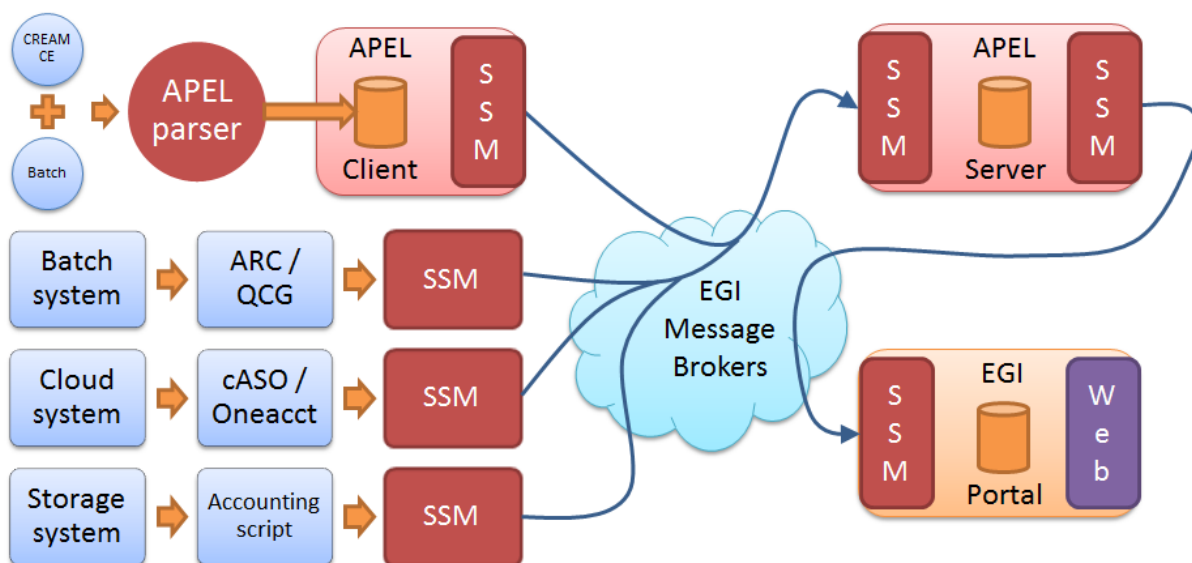 CREAM
CE
Batch
APEL
parser
APEL
Client
S
S
M
S
S
M
APEL
Server
S
S
M
Batch
system
ARC /
QCG
SSM
EGI
Message
Brokers
Cloud
system
cASO /
Oneacct
SSM
S
S
M
EGI
Portal
W
e
b
Storage
system
Accounting
script
SSM